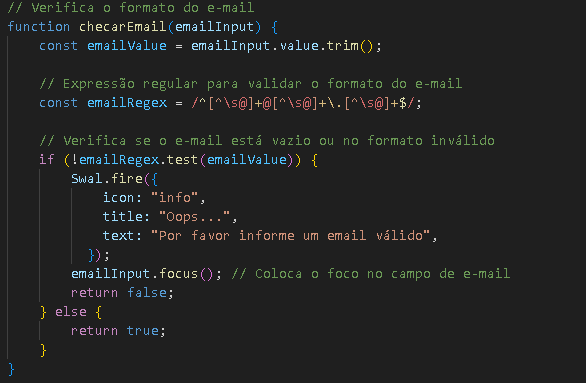 // Verifica o formato do e-mail
function checarEmail(emailInput) {
    const emailValue = emailInput.value.trim();
    // Expressão regular para validar o formato do e-mail
    const emailRegex = /^[^\s@]+@[^\s@]+\.[^\s@]+$/;
    // Verifica se o e-mail está vazio ou no formato inválido
    if (!emailRegex.test(emailValue)) {
        Swal.fire({
            icon: "info",
            title: "Oops...",
            text: "Por favor informe um email válido",
          });
        emailInput.focus(); // Coloca o foco no campo de e-mail
        return false;
    } else {
        return true;
    }
}